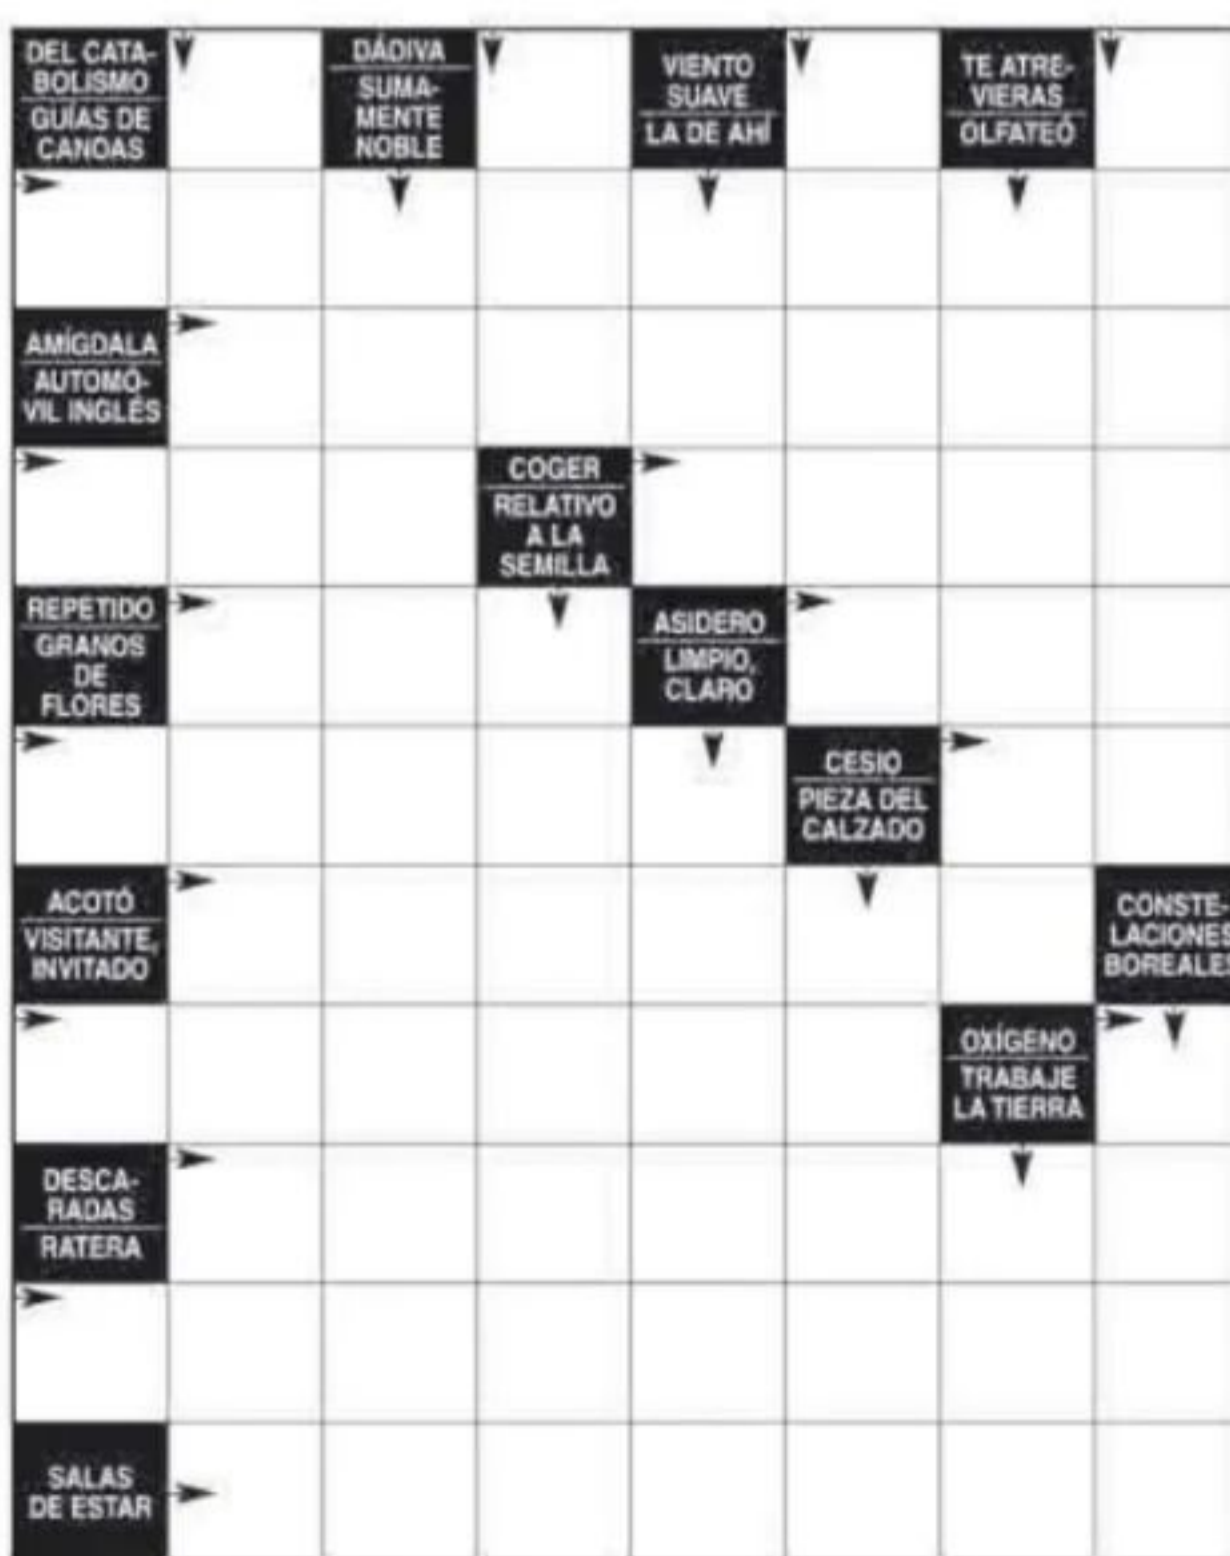 DEL CATA-
BOLISMO
GUÍAS DE
CANOAS
DÁDIVA
SUMA-
MENTE
NOBLE
VIENTO
SUAVE
LA DE AHÍ
TE ATRE-
VIERAS
OLFATEÓ
AMÍGDALA
AUTOMÓ-
VIL INGLÉS
COGER
RELATIVO
A LA
SEMILLA
REPETIDO
GRANOS
DE
FLORES
ASIDERO
LIMPIO,
CLARO
CESIO
PIEZA DEL
CALZADO
ACOTÓ
VISITANTE,
INVITADO
CONSTE-
LACIONES
BOREALES
OXÍGENO
TRABAJE
LA TIERRA
DESCA-
RADAS
RATERA
SALAS
DE ESTAR